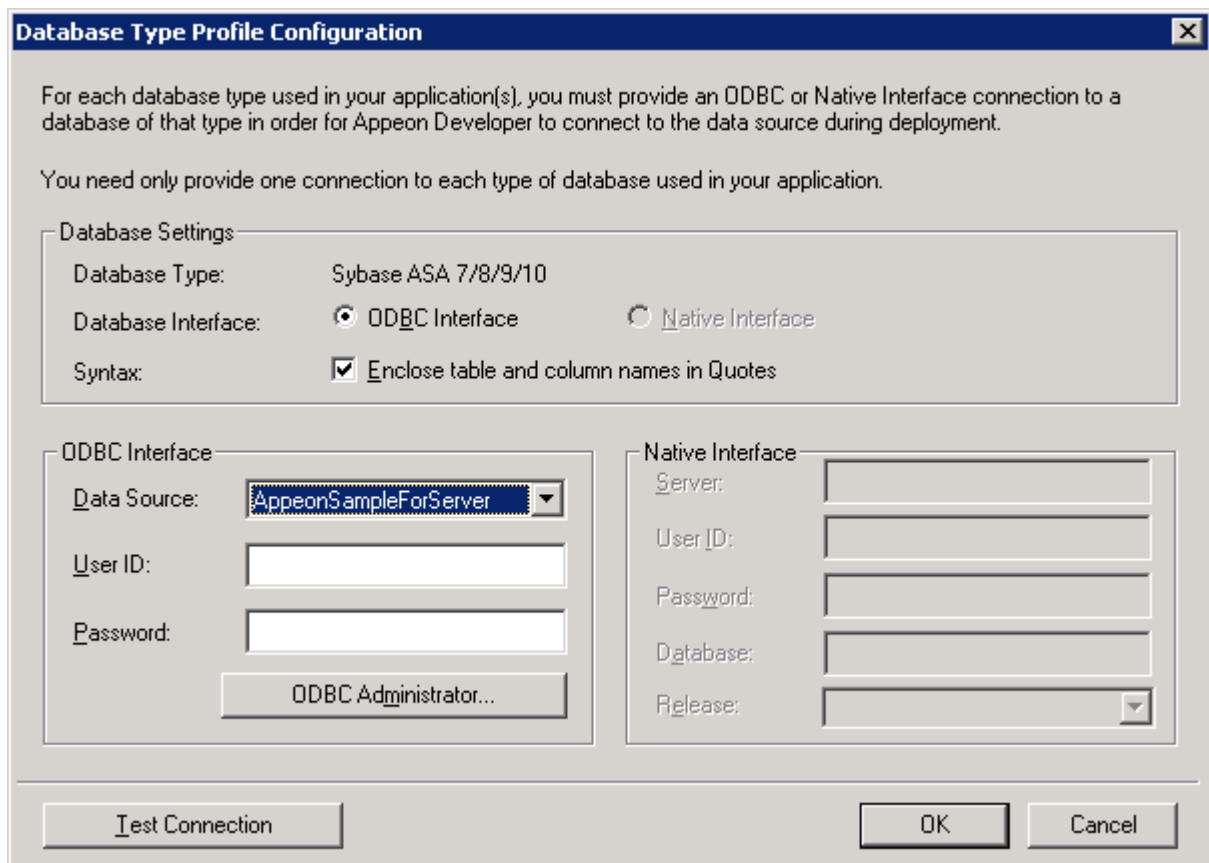 Database Type Profile Configuration
For each database type used in your application(s), you must provide an ODBC or Native Interface connection to a
database of that type in order for Appeon Developer to connect to the data source during deployment.
You need only provide one connection to each type of database used in your application.
Database Settings
Database Type: Sybase ASA 7/8/9/10
Database Interface: ODBC Interface Native Interface
Syntax: Enclose table and column names in Quotes
ODBC Interface
Data Source: AppeonSampleForServer
User ID:
Password:
ODBC Administrator...
Native Interface
Server:
User ID:
Password:
Database:
Release:
Test Connection OK Cancel